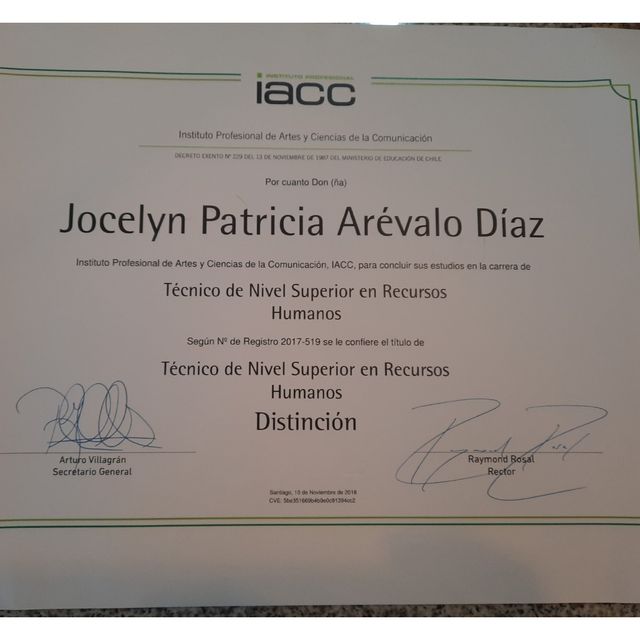 INSTITUTO PROFESIONAL
iacc
Instituto Profesional de Artes y Ciencias de la Comunicación
DECRETO EXENTO Nº 229 DEL 13 DE NOVIEMBRE DE 1987 DEL MINISTERIO DE EDUCACION DE CHILE
Por cuanto Don (ña)
Jocelyn Patricia Arévalo Díaz
Instituto Profesional de Artes y Ciencias de la Comunicación, IACC, para concluir sus estudios en la carrera de
Técnico de Nivel Superior en Recursos
Humanos
Según Nº de Registro 2017-519 se le confiere el título de
Técnico de Nivel Superior en Recursos
Humanos
Distinción
Arturo Villagrán
Secretario General
Raymond Rosal
Rector
Santiago, 13 de Noviembre de 2018
CVE: